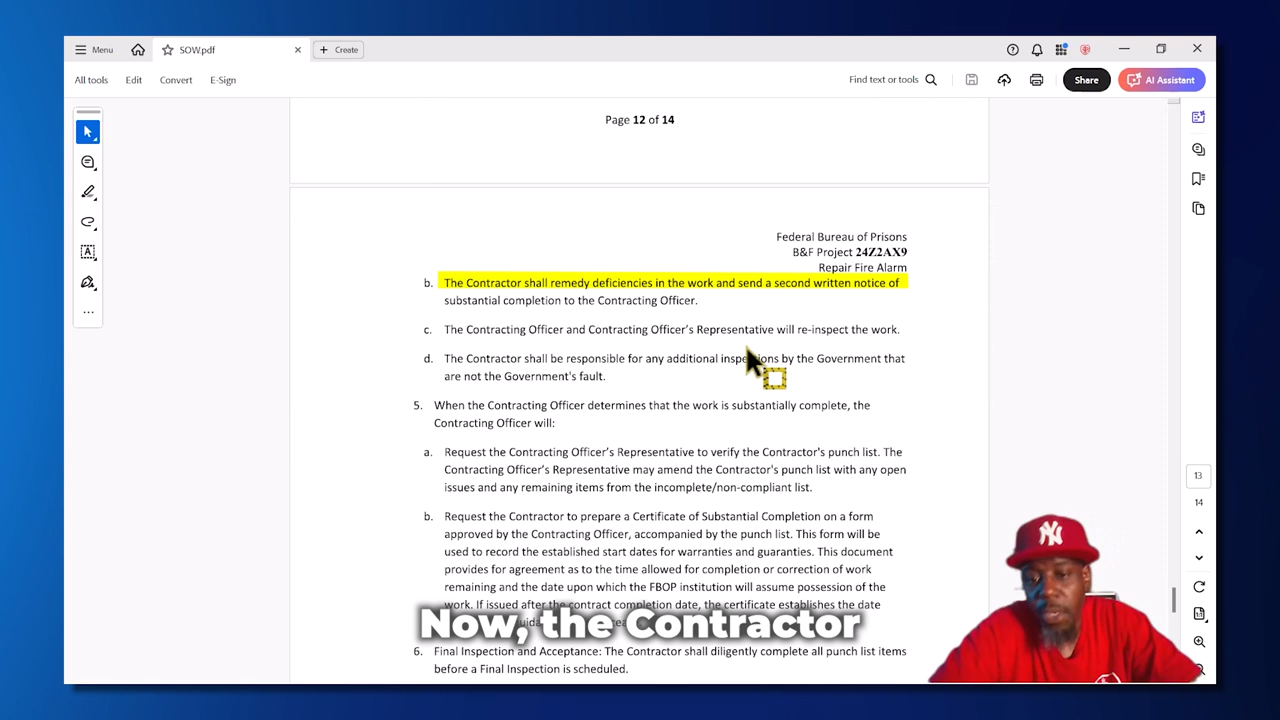 Menu
SOW.pdf
Create
All tools
Edit
Convert
E-Sign
Find text or tools
Share
AI Assistant
Page 12 of 14
Federal Bureau of Prisons
B&F Project 24Z2AX9
Repair Fire Alarm
b. The Contractor shall remedy deficiencies in the work and send a second written notice of
substantial completion to the Contracting Officer.
c. The Contracting Officer and Contracting Officer's Representative will re-inspect the work.
d. The Contractor shall be responsible for any additional inspections by the Government that
are not the Government's fault.
5. When the Contracting Officer determines that the work is substantially complete, the
Contracting Officer will:
a. Request the Contracting Officer's Representative to verify the Contractor's punch list. The
Contracting Officer's Representative may amend the Contractor's punch list with any open
issues and any remaining items from the incomplete/non-compliant list.
b. Request the Contractor to prepare a Certificate of Substantial Completion on a form
approved by the Contracting Officer, accompanied by the punch list. This form will be
used to record the established start dates for warranties and guaranties. This document
provides for agreement as to the time allowed for completion or correction of work
remaining and the date upon which the FBOP institution will assume possession of the
work. If issued after the contract completion date, the certificate establishes the date
Now, the Contractor
6. Final Inspection and Acceptance: The Contractor shall diligently complete all punch list items
before a Final Inspection is scheduled.
13
14
NY